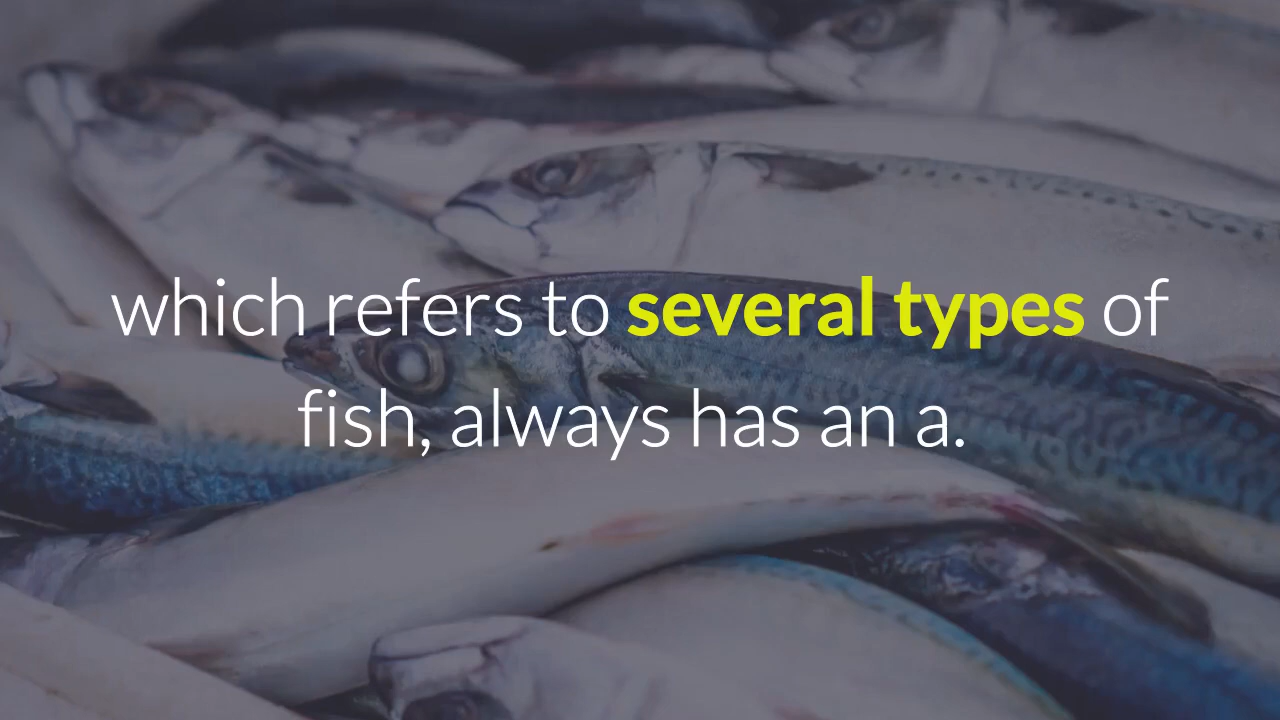 which refers to several types of
fish, always has an a.